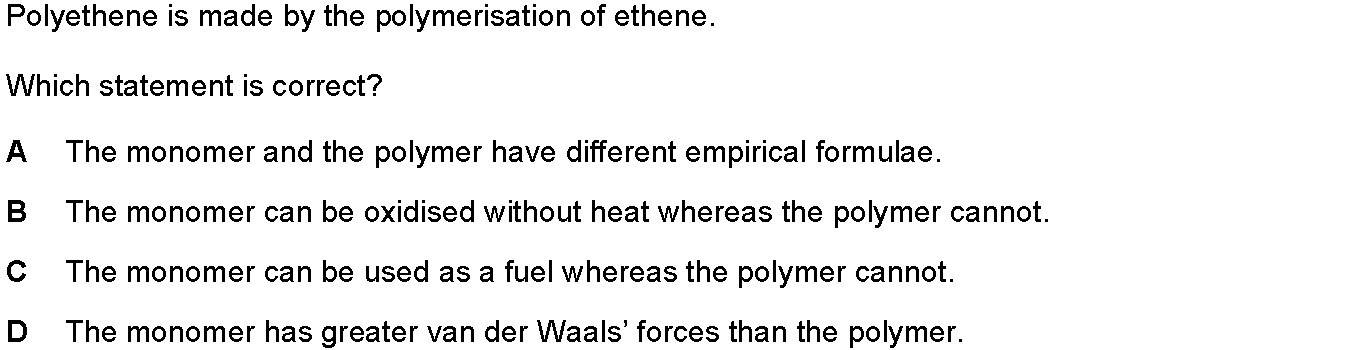 Polyethene is made by the polymerisation of ethene.
Which statement is correct?
A The monomer and the polymer have different empirical formulae.
B The monomer can be oxidised without heat whereas the polymer cannot.
C The monomer can be used as a fuel whereas the polymer cannot.
D The monomer has greater van der Waals’ forces than the polymer.